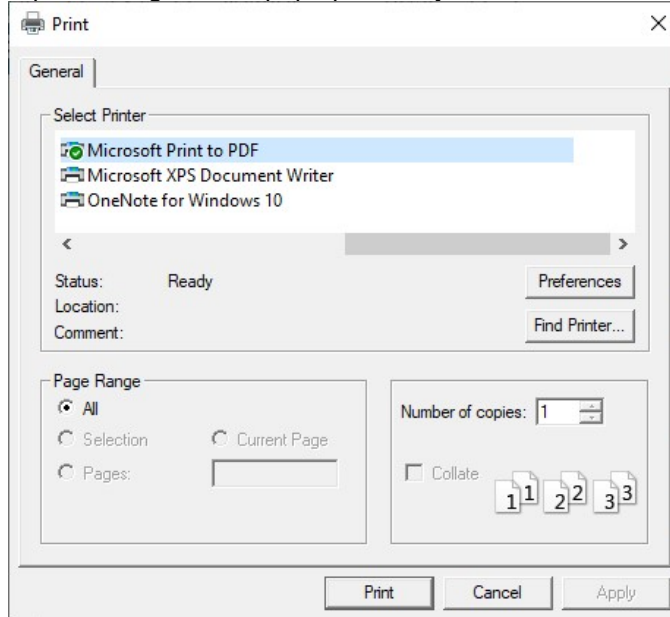 Print
General
Select Printer
Microsoft Print to PDF
Microsoft XPS Document Writer
OneNote for Windows 10
Status: Ready
Preferences
Location:
Comment:
Find Printer...
Page Range
All
Selection
Current Page
Pages:
Number of copies: 1
Collate
1 1 2 2 3 3
Print Cancel Apply